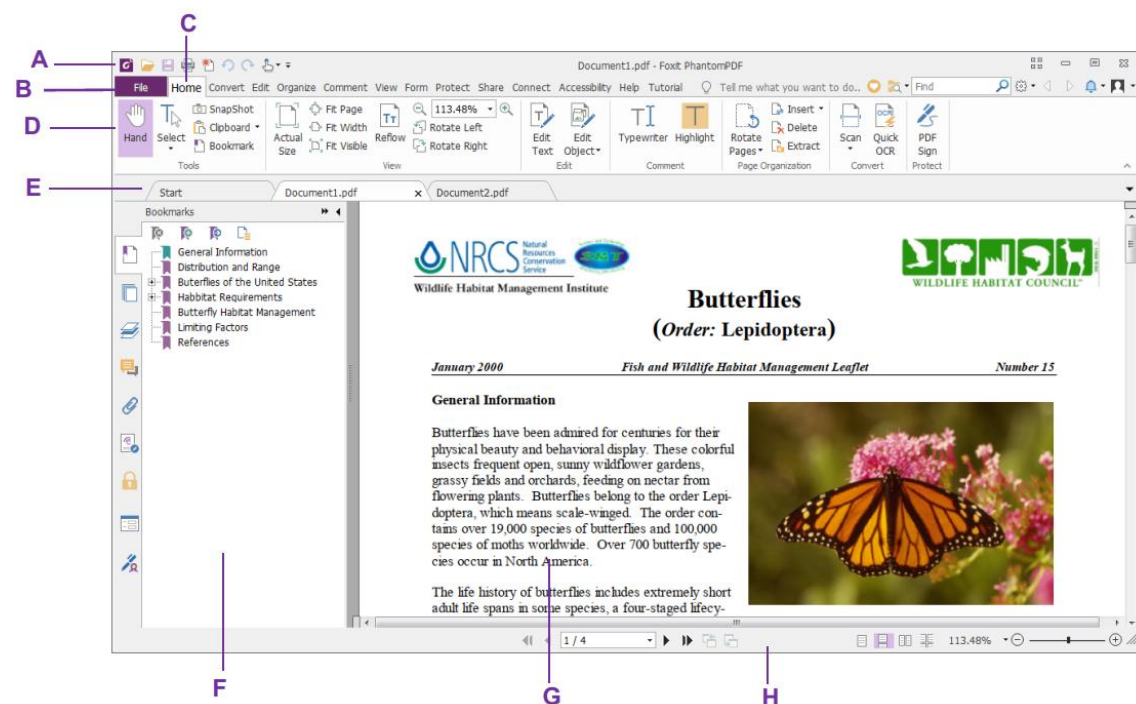 C
A
Document1.pdf - Foxit PhantomPDF
B
File Home Convert Edit Organize Comment View Form Protect Share Connect Accessibility Help Tutorial Tell me what you want to do.. Find
D
Hand
Select
SnapShot
Clipboard
Bookmark
Tools
Actual
Size
Fit Page
Fit Width
Fit Visible
Reflow
113.48%
Rotate Left
Rotate Right
View
Edit
Text
Edit
Object
Edit
Typewriter
Highlight
Comment
Rotate
Pages
Insert
Delete
Extract
Page Organization
Scan
Quick
OCR
Convert
PDF
Sign
Protect
E
Start
Document1.pdf x
Document2.pdf
Bookmarks
General Information
Distribution and Range
Buterflies of the United States
Habbitat Requirements
Butterfly Habitat Management
Limiting Factors
References
NRCS
Natural
Resources
Conservation
Service
Wildlife Habitat Management Institute
WILDLIFE HABITAT COUNCIL
Butterflies
(Order: Lepidoptera)
January 2000 Fish and Wildlife Habitat Management Leaflet Number 15
General Information
Butterflies have been admired for centuries for their
physical beauty and behavioral display. These colorful
insects frequent open, sunny wildflower gardens,
grassy fields and orchards, feeding on nectar from
flowering plants. Butterflies belong to the order Lepi-
doptera, which means scale-winged. The order con-
tains over 19,000 species of butterflies and 100,000
species of moths worldwide. Over 700 butterfly spe-
cies occur in North America.
The life history of butterflies includes extremely short
adult life spans in some species, a four-staged lifecy-
1 / 4
113.48%
F
G
H